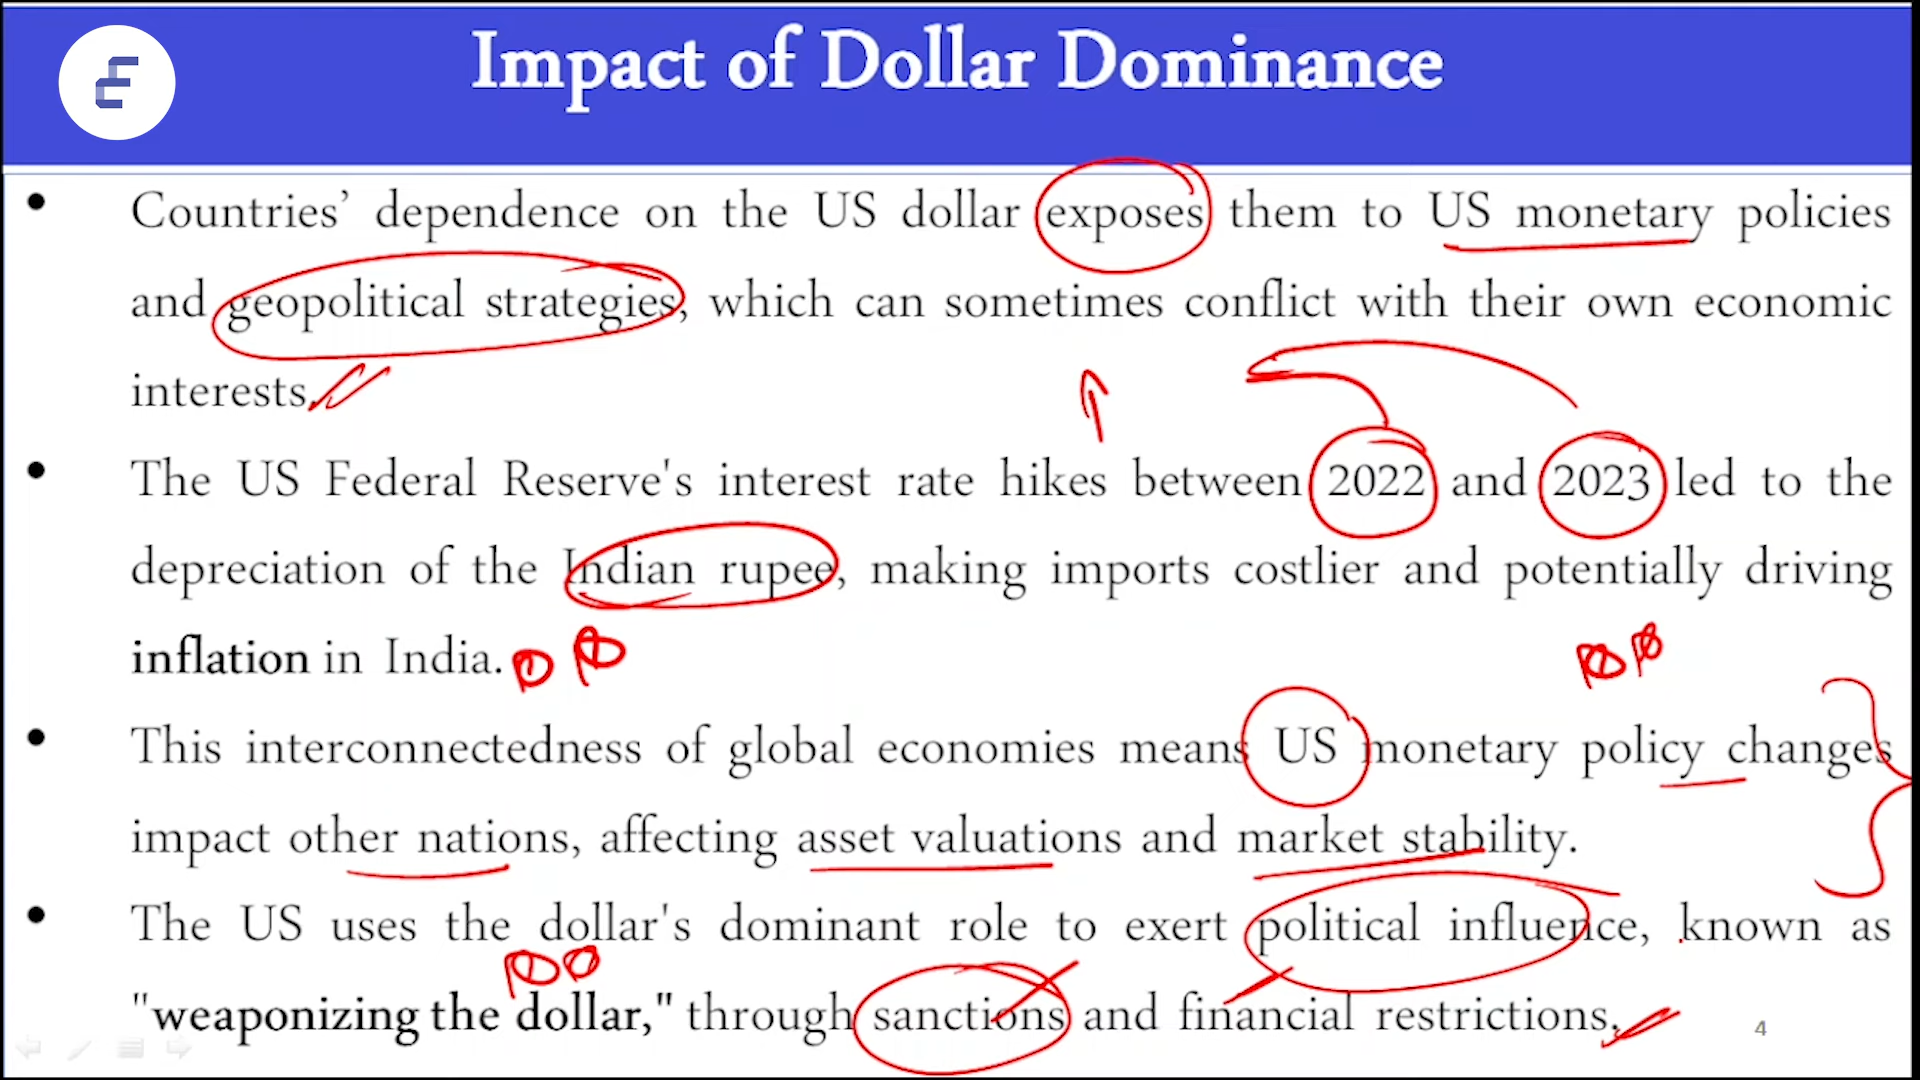 Impact of Dollar Dominance
• Countries’ dependence on the US dollar exposes them to US monetary policies
and geopolitical strategies, which can sometimes conflict with their own economic
interests.
• The US Federal Reserve's interest rate hikes between 2022 and 2023 led to the
depreciation of the Indian rupee, making imports costlier and potentially driving
inflation in India.
• This interconnectedness of global economies means US monetary policy changes
impact other nations, affecting asset valuations and market stability.
• The US uses the dollar's dominant role to exert political influence, known as
"weaponizing the dollar," through sanctions and financial restrictions.
4